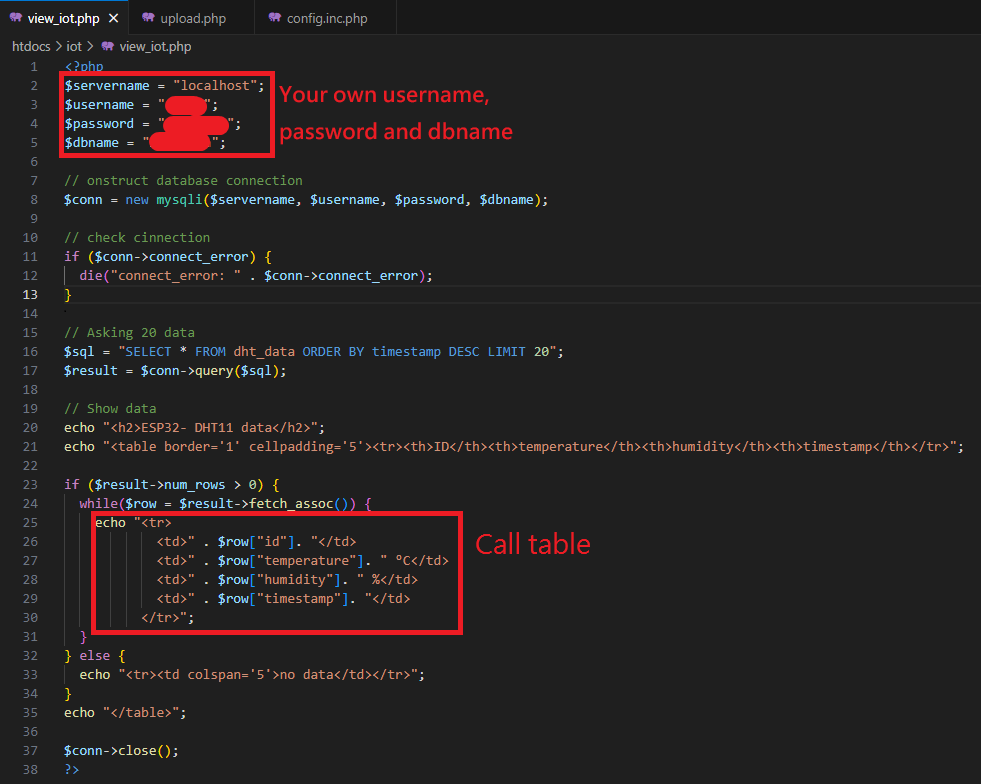 view_iot.php
upload.php
config.inc.php
htdocs > iot > view_iot.php
1 <?php
2 $servername = "localhost";
3 $username = "";
4 $password = "";
5 $dbname = "";
Your own username,
password and dbname
6
7 // onstruct database connection
8 $conn = new mysqli($servername, $username, $password, $dbname);
9
10 // check cinnection
11 if ($conn->connect_error) {
12 die("connect_error: " . $conn->connect_error);
13 }
14
15 // Asking 20 data
16 $sql = "SELECT * FROM dht_data ORDER BY timestamp DESC LIMIT 20";
17 $result = $conn->query($sql);
18
19 // Show data
20 echo "<h2>ESP32- DHT11 data</h2>";
21 echo "<table border='1' cellpadding='5'><tr><th>ID</th><th>temperature</th><th>humidity</th><th>timestamp</th></tr>";
22
23 if ($result->num_rows > 0) {
24 while($row = $result->fetch_assoc()) {
25 echo "<tr>
26 <td>" . $row["id"]. "</td>
27 <td>" . $row["temperature"]. " °C</td>
28 <td>" . $row["humidity"]. " %</td>
29 <td>" . $row["timestamp"]. "</td>
30 </tr>";
Call table
31 }
32 } else {
33 echo "<tr><td colspan='5'>no data</td></tr>";
34 }
35 echo "</table>";
36
37 $conn->close();
38 ?>